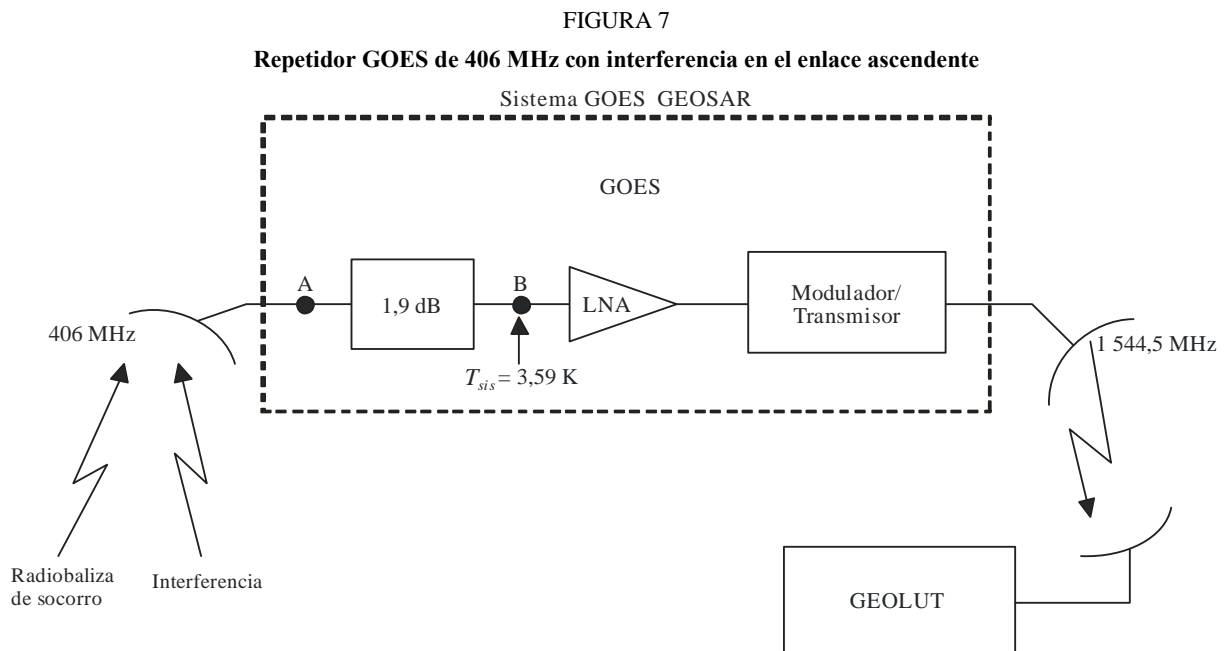 FIGURA 7
Repetidor GOES de 406 MHz con interferencia en el enlace ascendente
Sistema GOES GEOSAR
GOES
A
1,9 dB
B
LNA
Modulador/
Transmisor
406 MHz
1 544,5 MHz
Tsis = 3,59 K
Radiobaliza
de socorro
Interferencia
GEOLUT